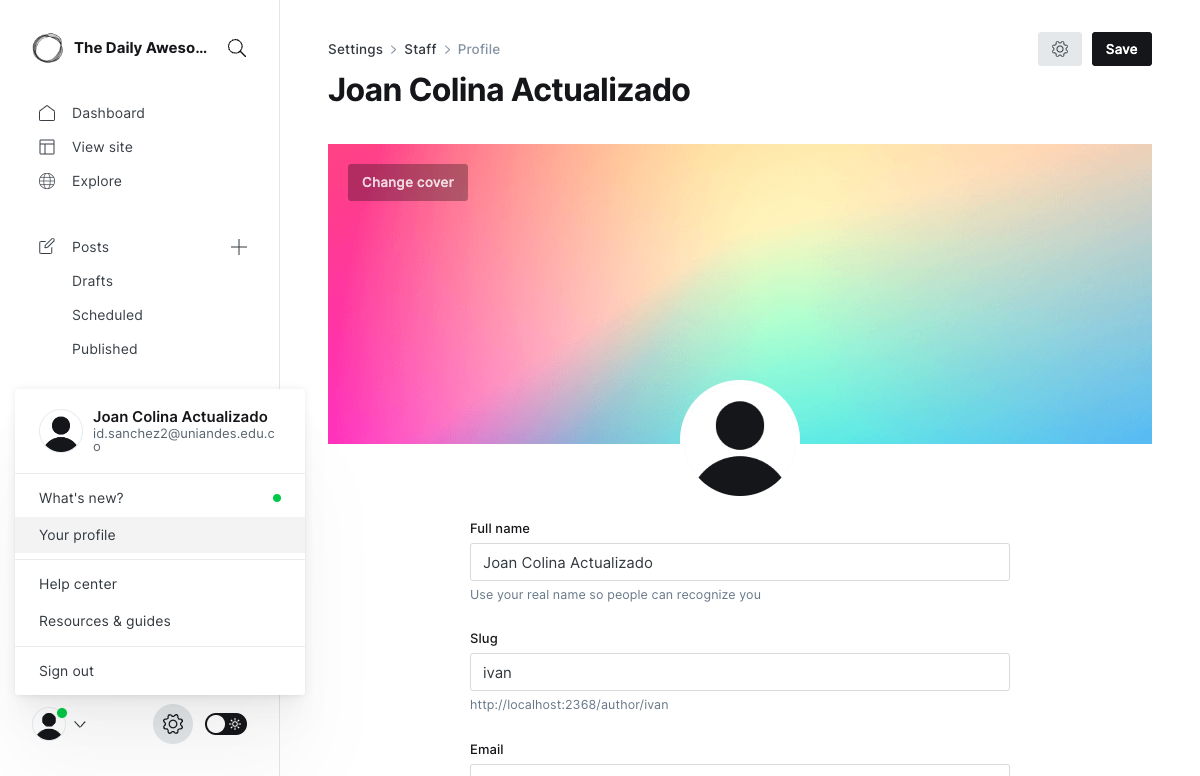 The Daily Aweso...
Dashboard
View site
Explore
Posts
Drafts
Scheduled
Published
Joan Colina Actualizado
id.sanchez2@uniandes.edu.c
o
What's new?
Your profile
Help center
Resources & guides
Sign out
Settings > Staff > Profile
Save
Joan Colina Actualizado
Change cover
Full name
Joan Colina Actualizado
Use your real name so people can recognize you
Slug
ivan
http://localhost:2368/author/ivan
Email